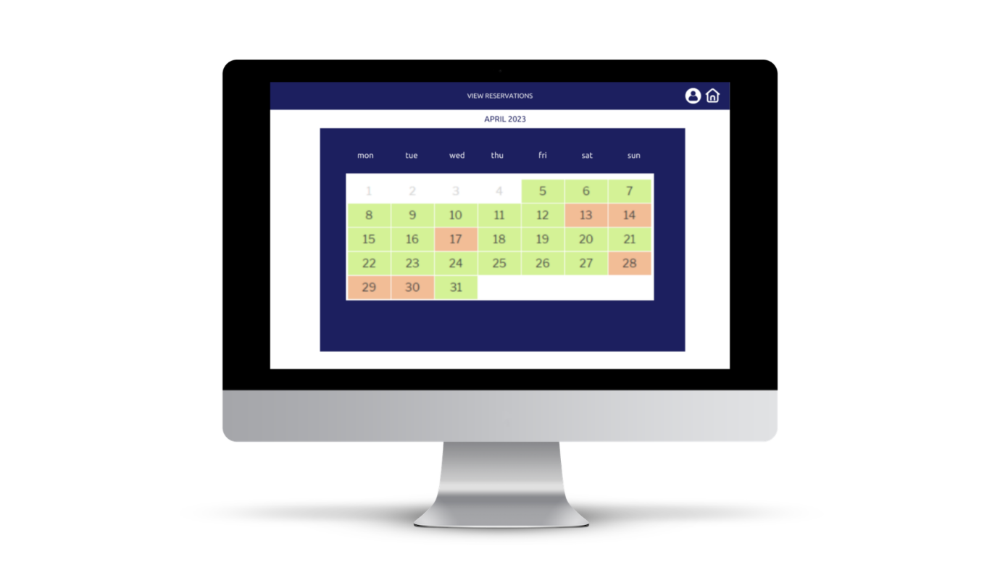 VIEW RESERVATIONS
APRIL 2023
mon tue wed thu fri sat sun
1 2 3 4 5 6 7
8 9 10 11 12 13 14
15 16 17 18 19 20 21
22 23 24 25 26 27 28
29 30 31